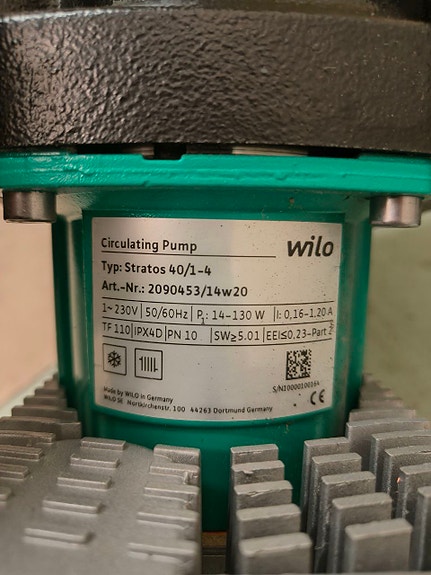 Circulating Pump
wilo
Typ: Stratos 40/1-4
Art.-Nr.: 2090453/14w20
1~230V 50/60Hz P₁: 14-130 W I: 0,16-1,20 A
TF 110 IPX4D PN 10 SW≥5.01 EEI≤0,23-Part 2
S/N10000100164
Made by WILO in Germany
WILO SE Nortkirchenstr. 100 44263 Dortmund Germany
CE